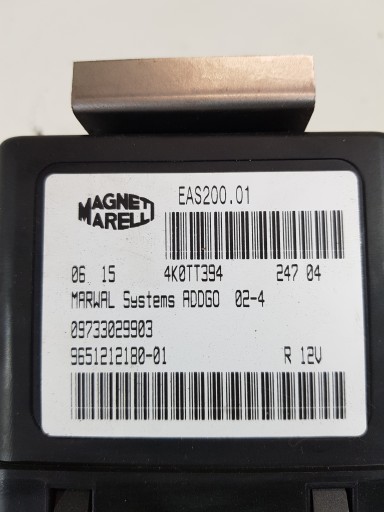 MAGNETI
MARELLI
EAS200.01
06 15 4K0TT394 247 04
MARWAL Systems ADDGO 02-4
09733029903
9651212180-01 R 12V